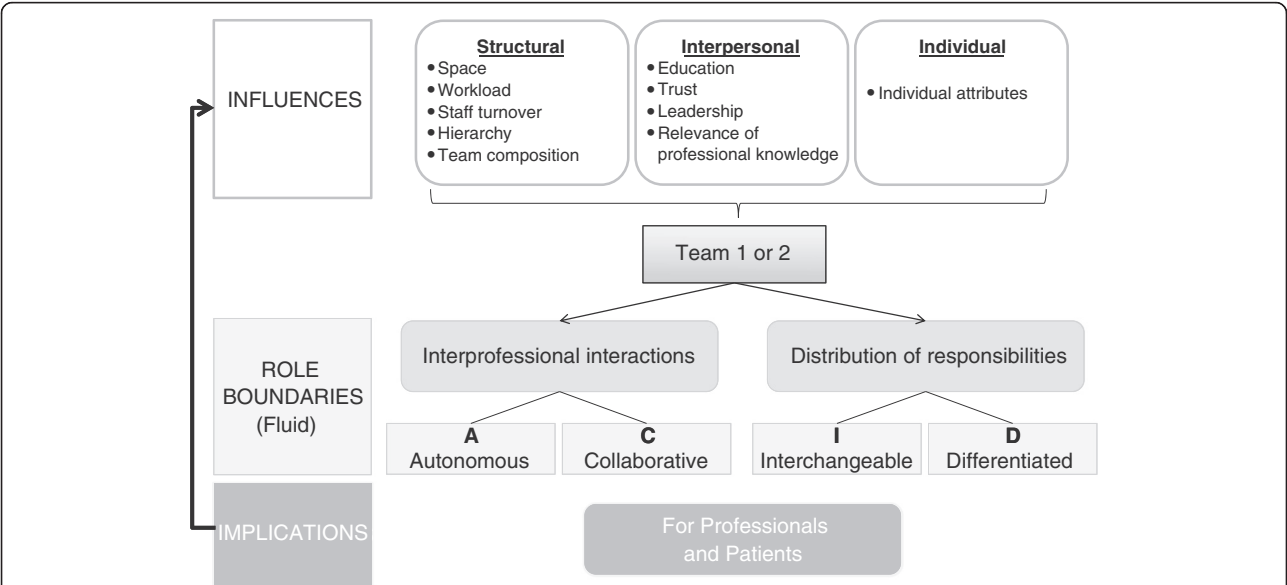 INFLUENCES
Structural
• Space
• Workload
• Staff turnover
• Hierarchy
• Team composition
Interpersonal
• Education
• Trust
• Leadership
• Relevance of
professional knowledge
Individual
• Individual attributes
Team 1 or 2
ROLE
BOUNDARIES
(Fluid)
Interprofessional interactions
Distribution of responsibilities
A
Autonomous
C
Collaborative
I
Interchangeable
D
Differentiated
IMPLICATIONS
For Professionals
and Patients